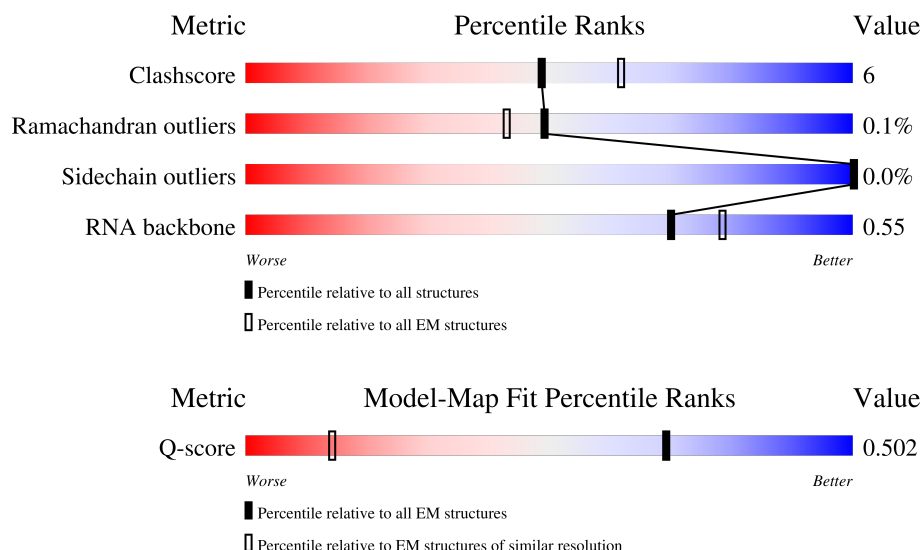 Metric Percentile Ranks Value
Clashscore 6
Ramachandran outliers 0.1%
Sidechain outliers 0.0%
RNA backbone 0.55
Worse Better
Percentile relative to all structures
Percentile relative to all EM structures
Metric Model-Map Fit Percentile Ranks Value
Q-score 0.502
Worse Better
Percentile relative to all EM structures
Percentile relative to EM structures of similar resolution